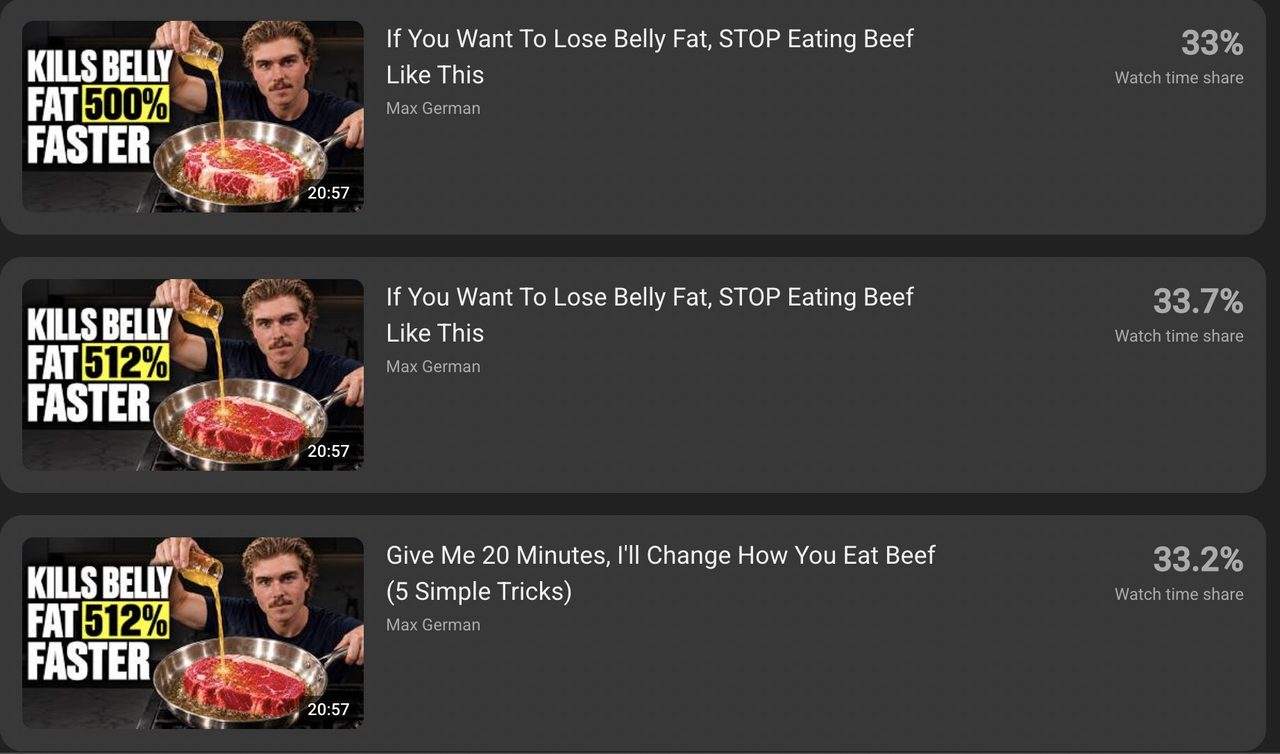 KILLS BELLY
FAT 500%
FASTER
20:57
If You Want To Lose Belly Fat, STOP Eating Beef
Like This
Max German
33%
Watch time share
KILLS BELLY
FAT 512%
FASTER
20:57
If You Want To Lose Belly Fat, STOP Eating Beef
Like This
Max German
33.7%
Watch time share
KILLS BELLY
FAT 512%
FASTER
20:57
Give Me 20 Minutes, I'll Change How You Eat Beef
(5 Simple Tricks)
Max German
33.2%
Watch time share